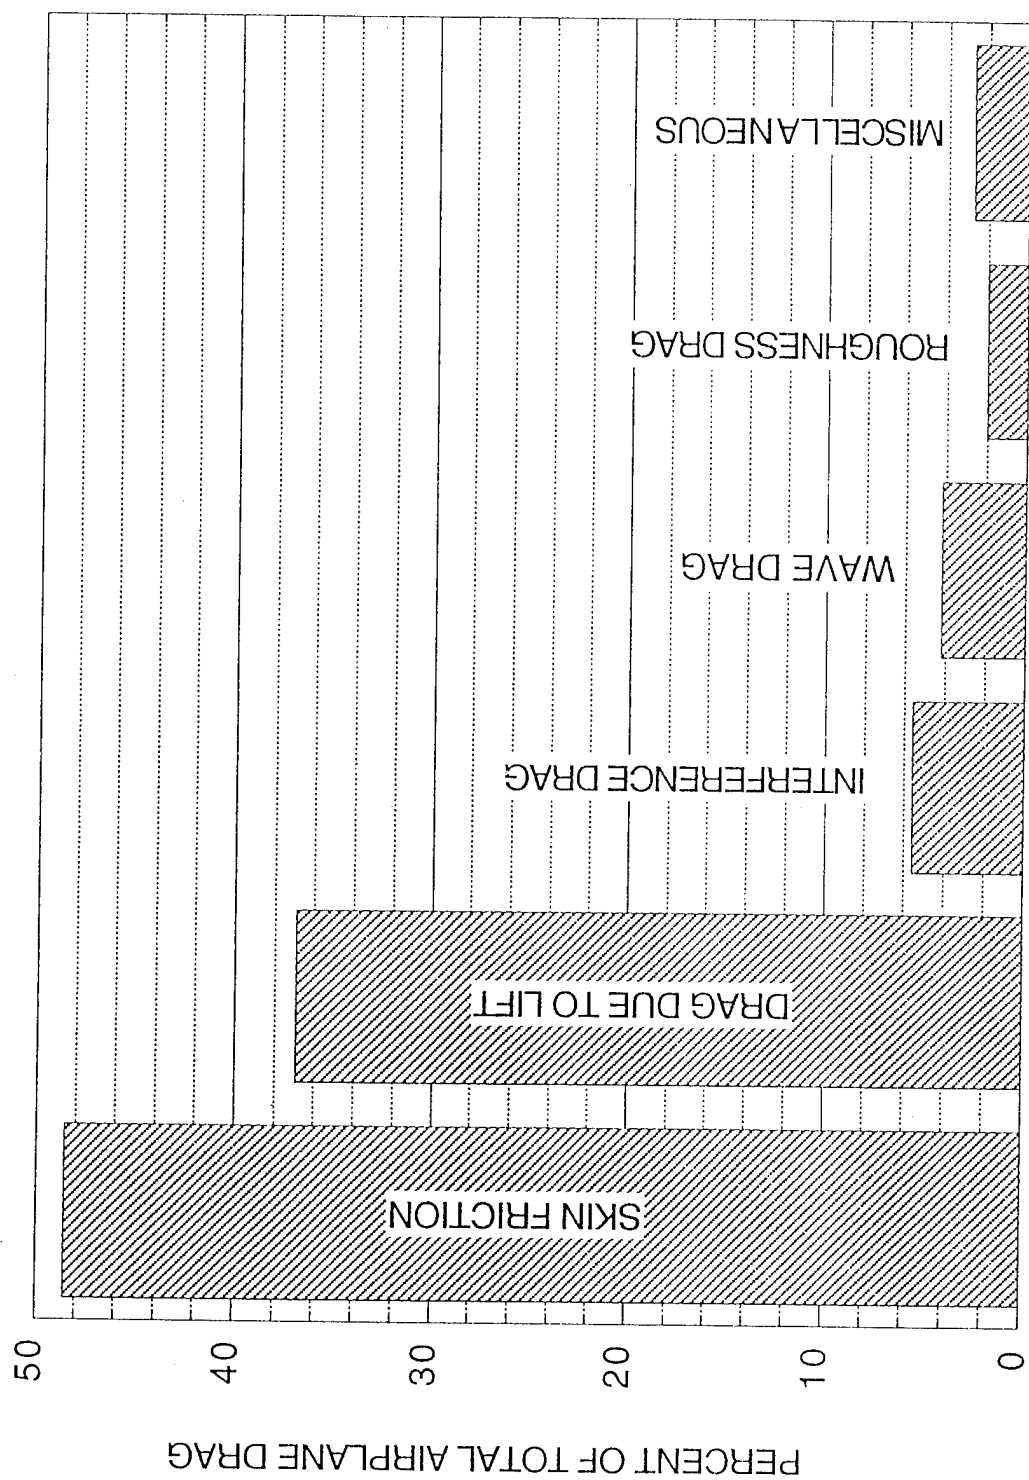 PERCENT OF TOTAL AIRPLANE DRAG
50
40
30
20
10
0
SKIN FRICTION
DRAG DUE TO LIFT
INTERFERENCE DRAG
WAVE DRAG
ROUGHNESS DRAG
MISCELLANEOUS